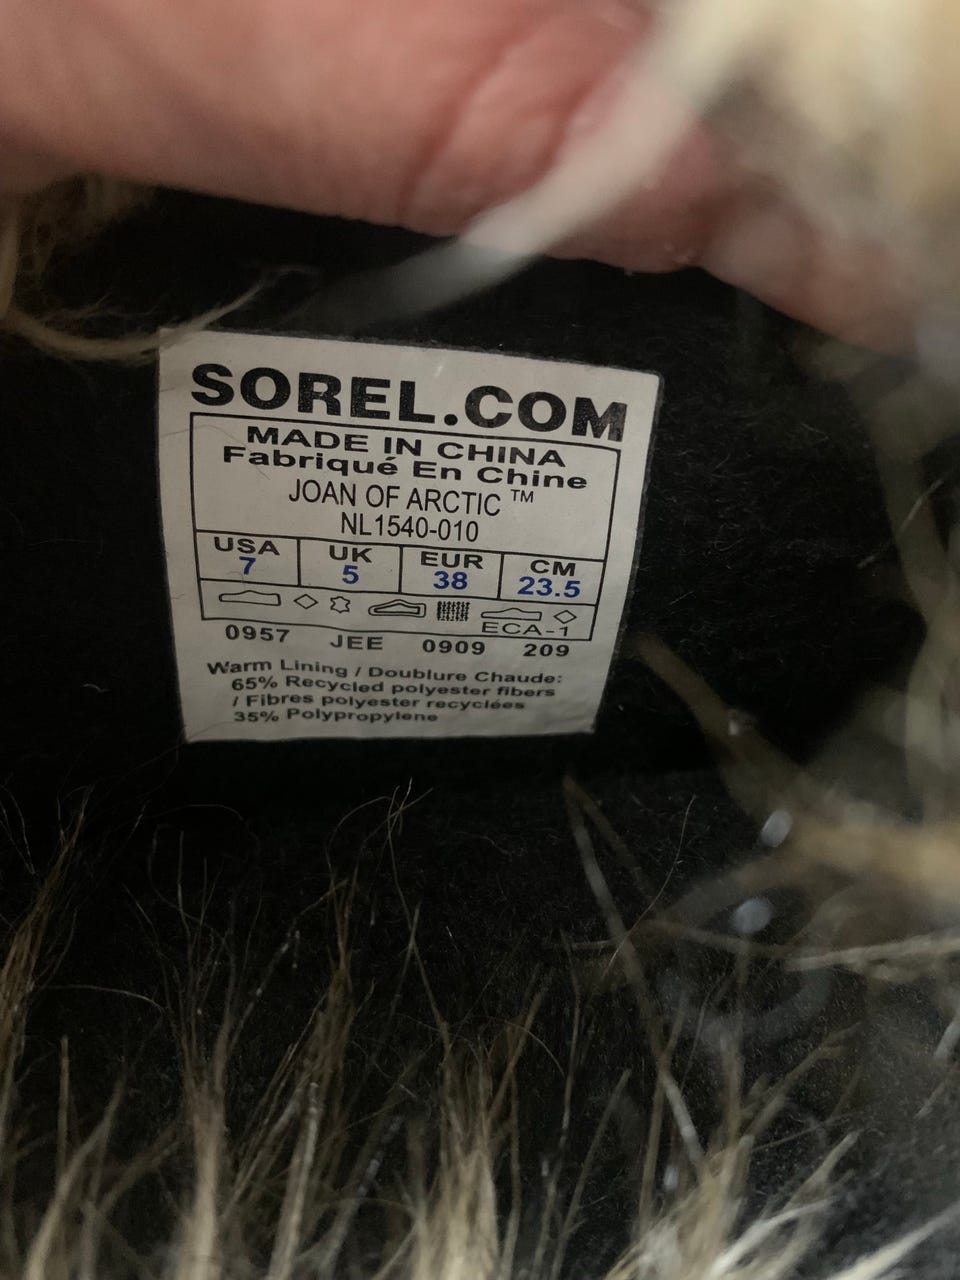 SOREL.COM
MADE IN CHINA
Fabriqué En Chine
JOAN OF ARCTIC ™
NL1540-010
USA UK EUR CM
7 5 38 23.5
ECA-1
0957 JEE 0909 209
Warm Lining / Doublure Chaude:
65% Recycled polyester fibers
/ Fibres polyester recyclées
35% Polypropylene